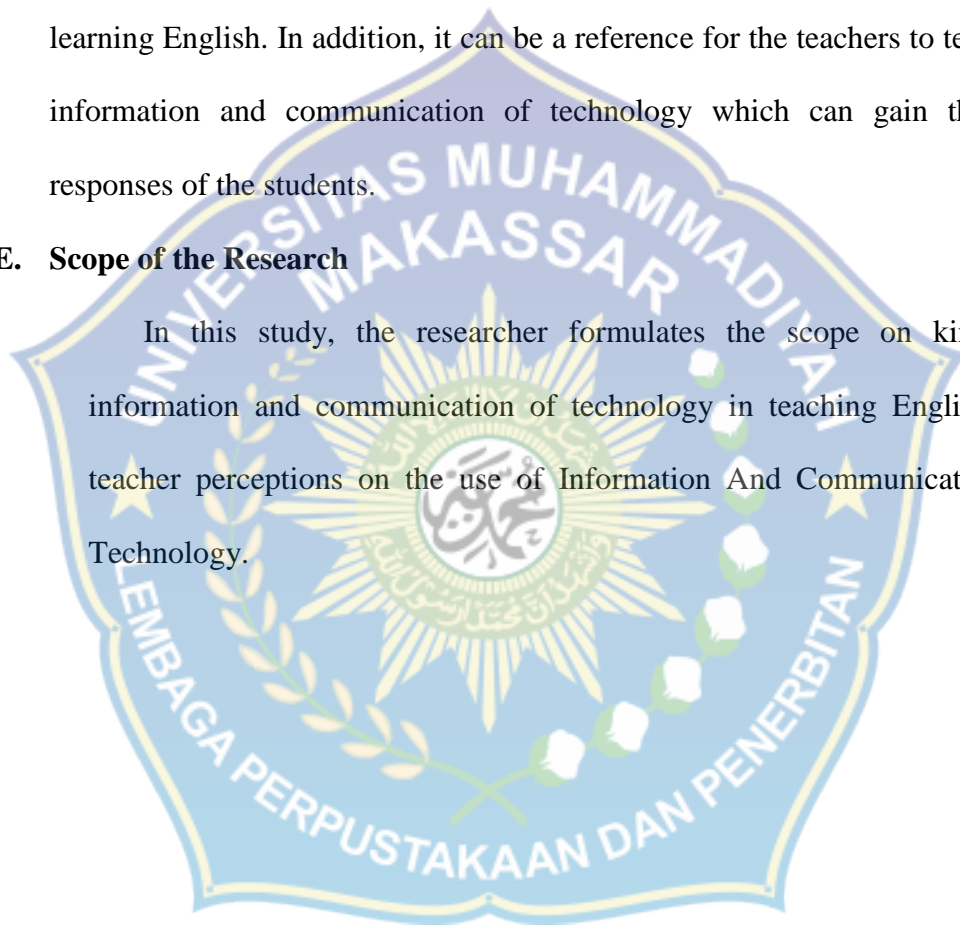 learning English. In addition, it can be a reference for the teachers to te
information and communication of technology which can gain th
responses of the students.
E. Scope of the Research
In this study, the researcher formulates the scope on ki
information and communication of technology in teaching Engli
teacher perceptions on the use of Information And Communicat
Technology.
UNIVERSITAS MUHAMMADIYAH
MAKASSAR
LEMBAGA PERPUSTAKAAN DAN PENERBITAN